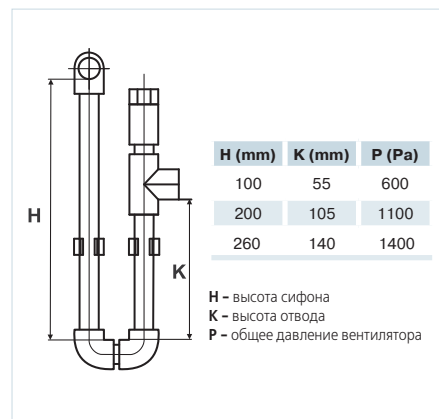 H
K
H (mm) K (mm) P (Pa)
100 55 600
200 105 1100
260 140 1400
H – высота сифона
K – высота отвода
P – общее давление вентилятора